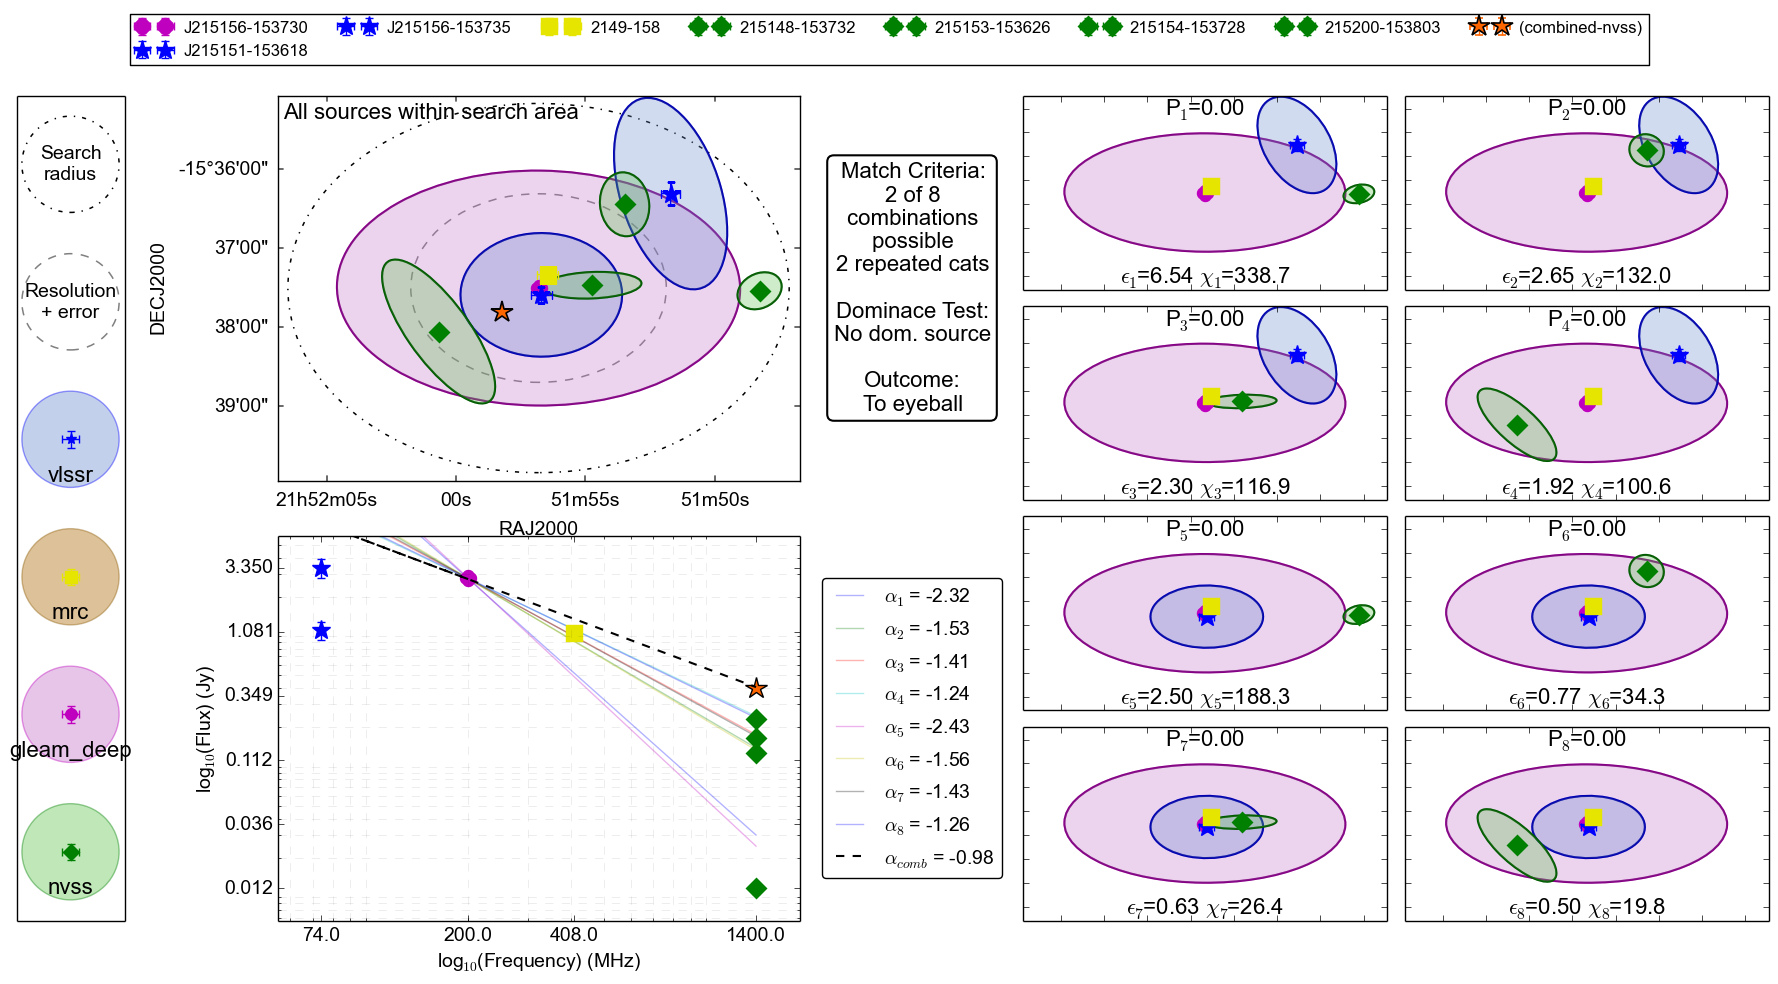 J215156-153730 J215156-153735 2149-158 215148-153732 215153-153626 215154-153728 215200-153803 (combined-nvss)
J215151-153618
Search
radius
Resolution
+ error
vlssr
mrc
gleam_deep
nvss
All sources within search area
DECJ2000
-15°36'00"
37'00"
38'00"
39'00"
21h52m05s 00s 51m55s 51m50s
RAJ2000
Match Criteria:
2 of 8
combinations
possible
2 repeated cats
Dominace Test:
No dom. source
Outcome:
To eyeball
log₁₀(Flux) (Jy)
3.350
1.081
0.349
0.112
0.036
0.012
74.0 200.0 408.0 1400.0
log₁₀(Frequency) (MHz)
α₁ = -2.32
α₂ = -1.53
α₃ = -1.41
α₄ = -1.24
α₅ = -2.43
α₆ = -1.56
α₇ = -1.43
α₈ = -1.26
α_comb = -0.98
P₁=0.00
ϵ₁=6.54 χ₁=338.7
P₂=0.00
ϵ₂=2.65 χ₂=132.0
P₃=0.00
ϵ₃=2.30 χ₃=116.9
P₄=0.00
ϵ₄=1.92 χ₄=100.6
P₅=0.00
ϵ₅=2.50 χ₅=188.3
P₆=0.00
ϵ₆=0.77 χ₆=34.3
P₇=0.00
ϵ₇=0.63 χ₇=26.4
P₈=0.00
ϵ₈=0.50 χ₈=19.8